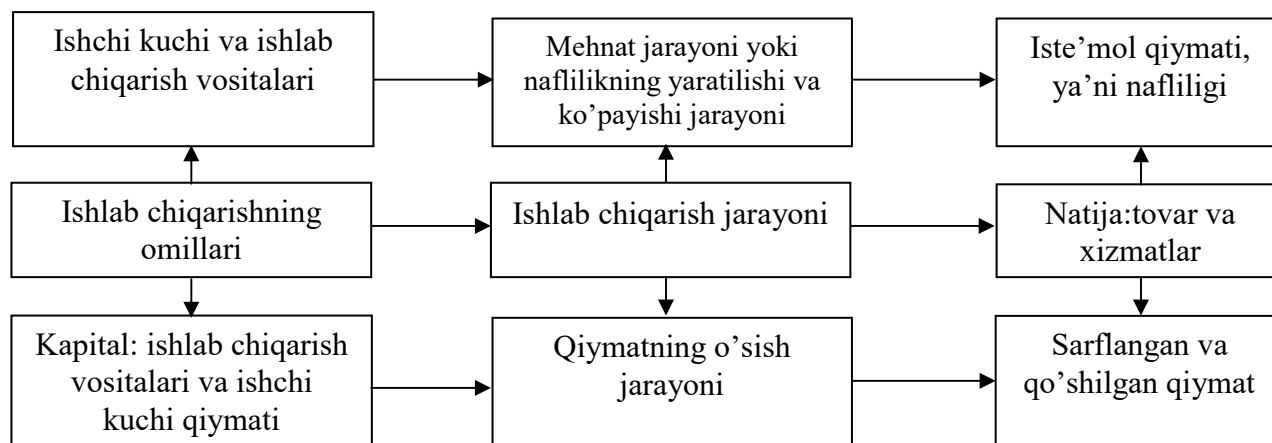 Ishchi kuchi va ishlab
chiqarish vositalari
Mehnat jarayoni yoki
naflilikning yaratilishi va
ko’payishi jarayoni
Iste’mol qiymati,
ya’ni nafliligi
Ishlab chiqarishning
omillari
Ishlab chiqarish jarayoni
Natija:tovar va
xizmatlar
Kapital: ishlab chiqarish
vositalari va ishchi
kuchi qiymati
Qiymatning o’sish
jarayoni
Sarflangan va
qo’shilgan qiymat